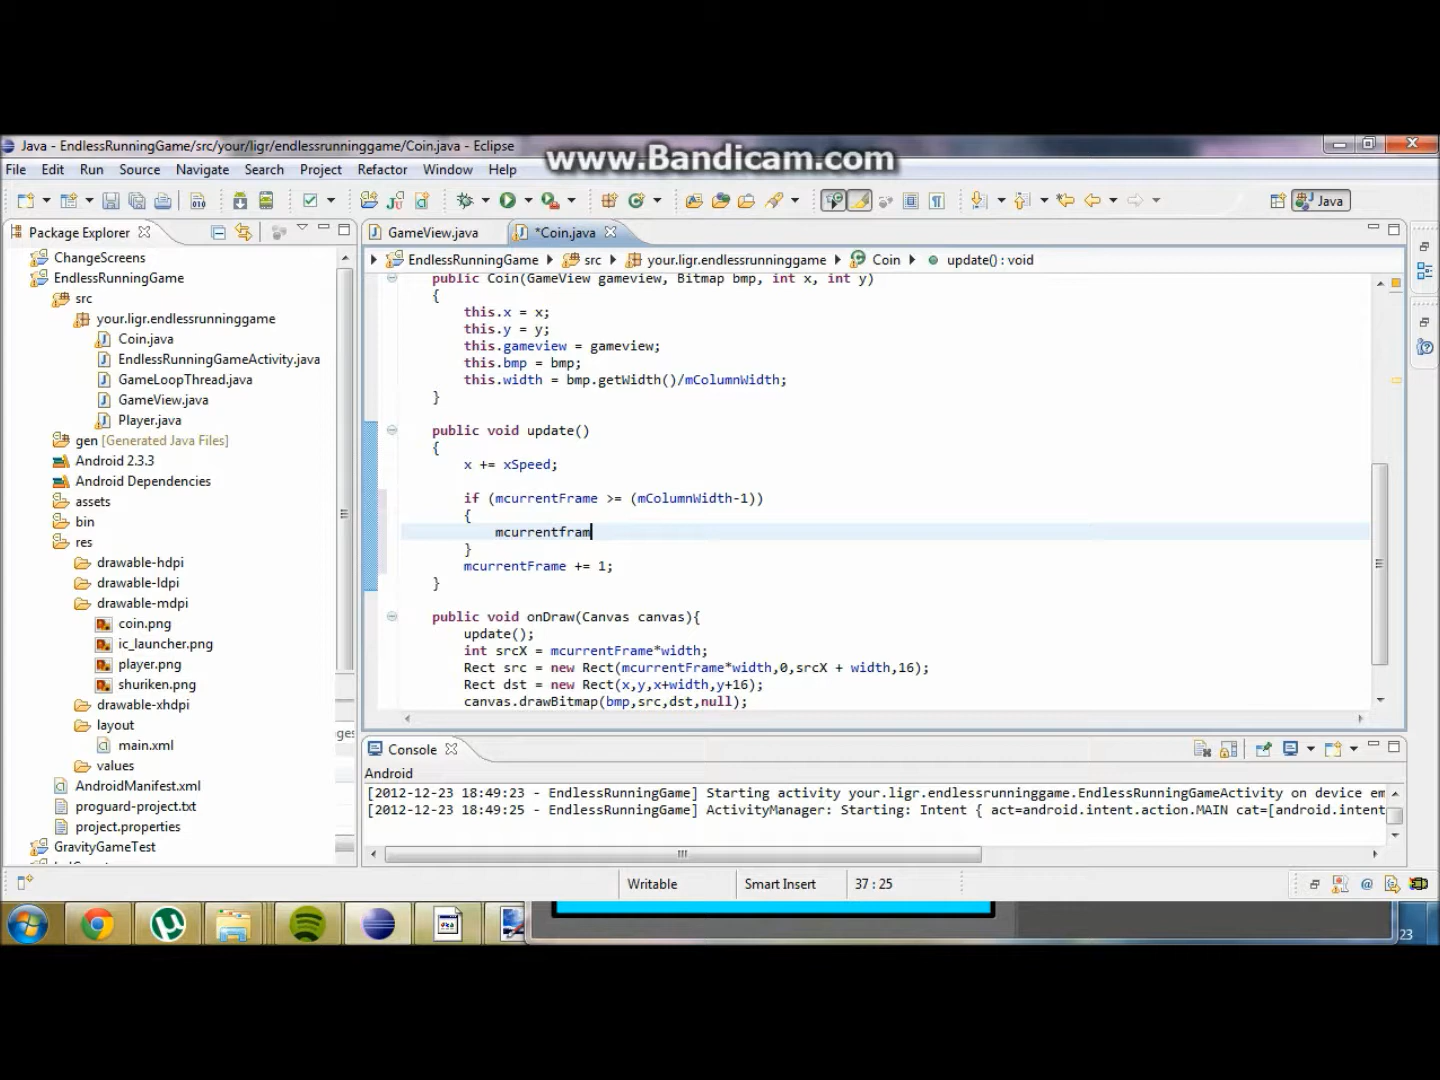 Java - EndlessRunningGame/src/your/ligr/endlessrunninggame/Coin.java - Eclipse
www.Bandicam.com
File Edit Run Source Navigate Search Project Refactor Window Help
Java
Package Explorer
GameView.java
*Coin.java
ChangeScreens
EndlessRunningGame
src
your.ligr.endlessrunninggame
Coin.java
EndlessRunningGameActivity.java
GameLoopThread.java
GameView.java
Player.java
gen [Generated Java Files]
Android 2.3.3
Android Dependencies
assets
bin
res
drawable-hdpi
drawable-ldpi
drawable-mdpi
coin.png
ic_launcher.png
player.png
shuriken.png
drawable-xhdpi
layout
main.xml
values
AndroidManifest.xml
proguard-project.txt
project.properties
GravityGameTest
EndlessRunningGame src your.ligr.endlessrunninggame Coin update() : void
public Coin(GameView gameview, Bitmap bmp, int x, int y)
{
this.x = x;
this.y = y;
this.gameview = gameview;
this.bmp = bmp;
this.width = bmp.getWidth()/mColumnWidth;
}
public void update()
{
x += xSpeed;
if (mcurrentFrame >= (mColumnWidth-1))
{
mcurrentfram
}
mcurrentFrame += 1;
}
public void onDraw(Canvas canvas){
update();
int srcX = mcurrentFrame*width;
Rect src = new Rect(mcurrentFrame*width,0,srcX + width,16);
Rect dst = new Rect(x,y,x+width,y+16);
canvas.drawBitmap(bmp,src,dst,null);
Console
Android
[2012-12-23 18:49:23 - EndlessRunningGame] Starting activity your.ligr.endlessrunninggame.EndlessRunningGameActivity on device em
[2012-12-23 18:49:25 - EndlessRunningGame] ActivityManager: Starting: Intent { act=android.intent.action.MAIN cat=[android.intent
Writable
Smart Insert
37 : 25
23